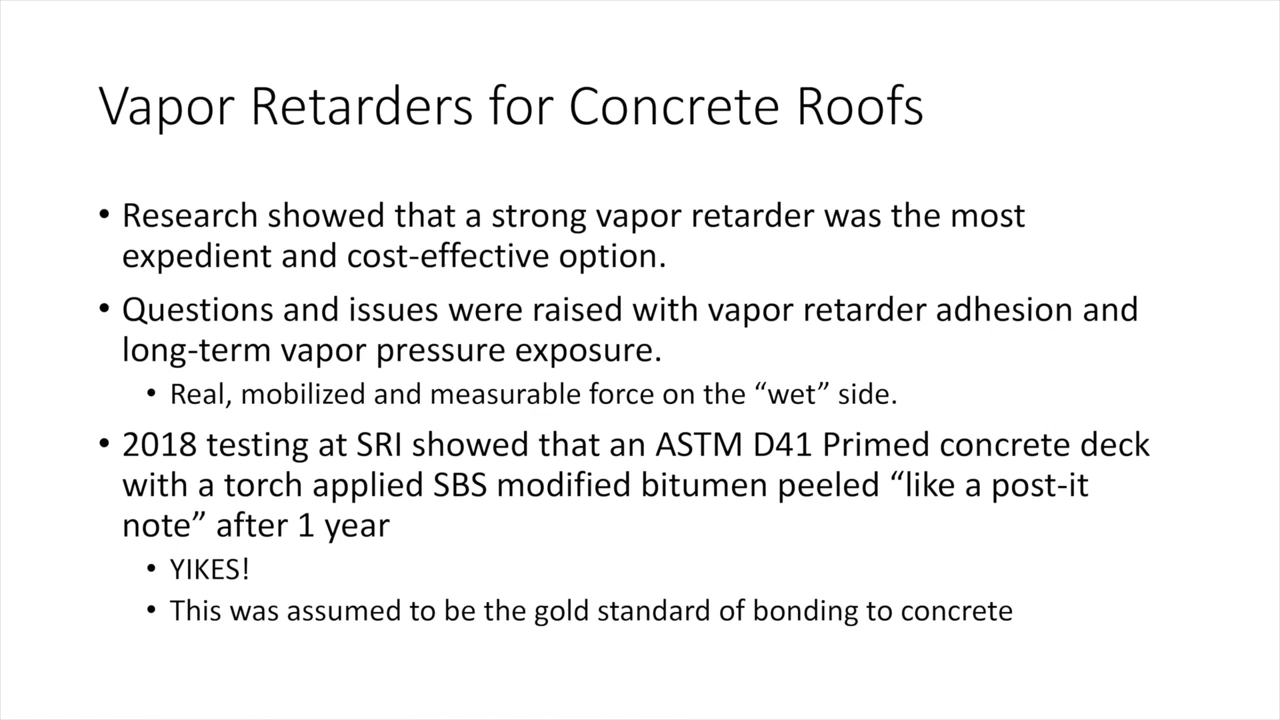 Vapor Retarders for Concrete Roofs
• Research showed that a strong vapor retarder was the most
expedient and cost-effective option.
• Questions and issues were raised with vapor retarder adhesion and
long-term vapor pressure exposure.
• Real, mobilized and measurable force on the “wet” side.
• 2018 testing at SRI showed that an ASTM D41 Primed concrete deck
with a torch applied SBS modified bitumen peeled “like a post-it
note” after 1 year
• YIKES!
• This was assumed to be the gold standard of bonding to concrete